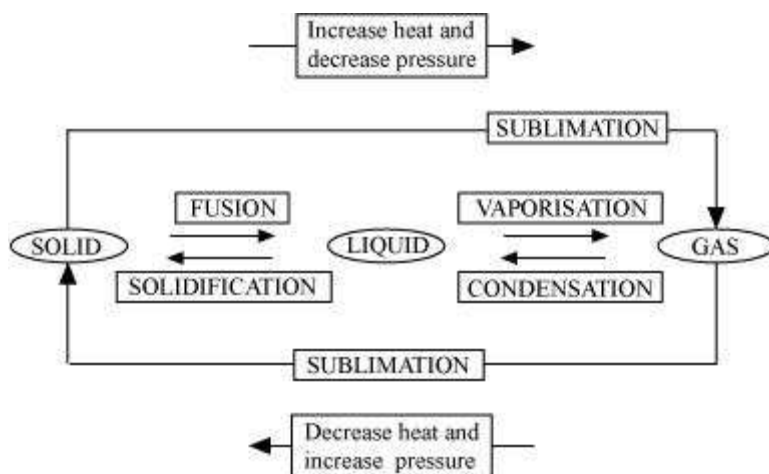 Increase heat and
decrease pressure
SUBLIMATION
FUSION
VAPORISATION
SOLID
LIQUID
GAS
SOLIDIFICATION
CONDENSATION
SUBLIMATION
Decrease heat and
increase pressure